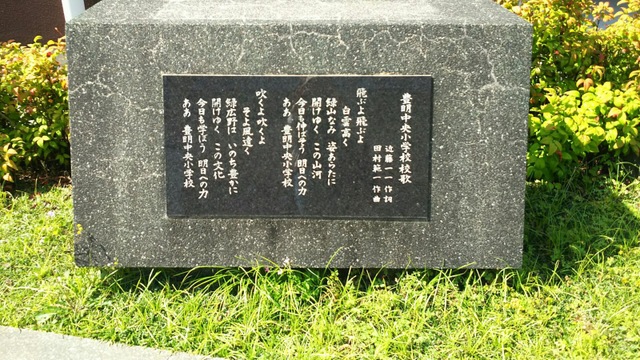 豊明中央小学校校歌
近藤一一作詞
田村範一作曲
飛ぶよ飛ぶよ
白雲高く
緑山なみ 姿あらたに
開けゆく この山河
今日も伸ばそう 明日への力
ああ 豊明中央小学校
吹くよ吹くよ
そよ風遠く
緑広野は いのち豊かに
開けゆく この文化
今日も学ぼう 明日への力
ああ 豊明中央小学校